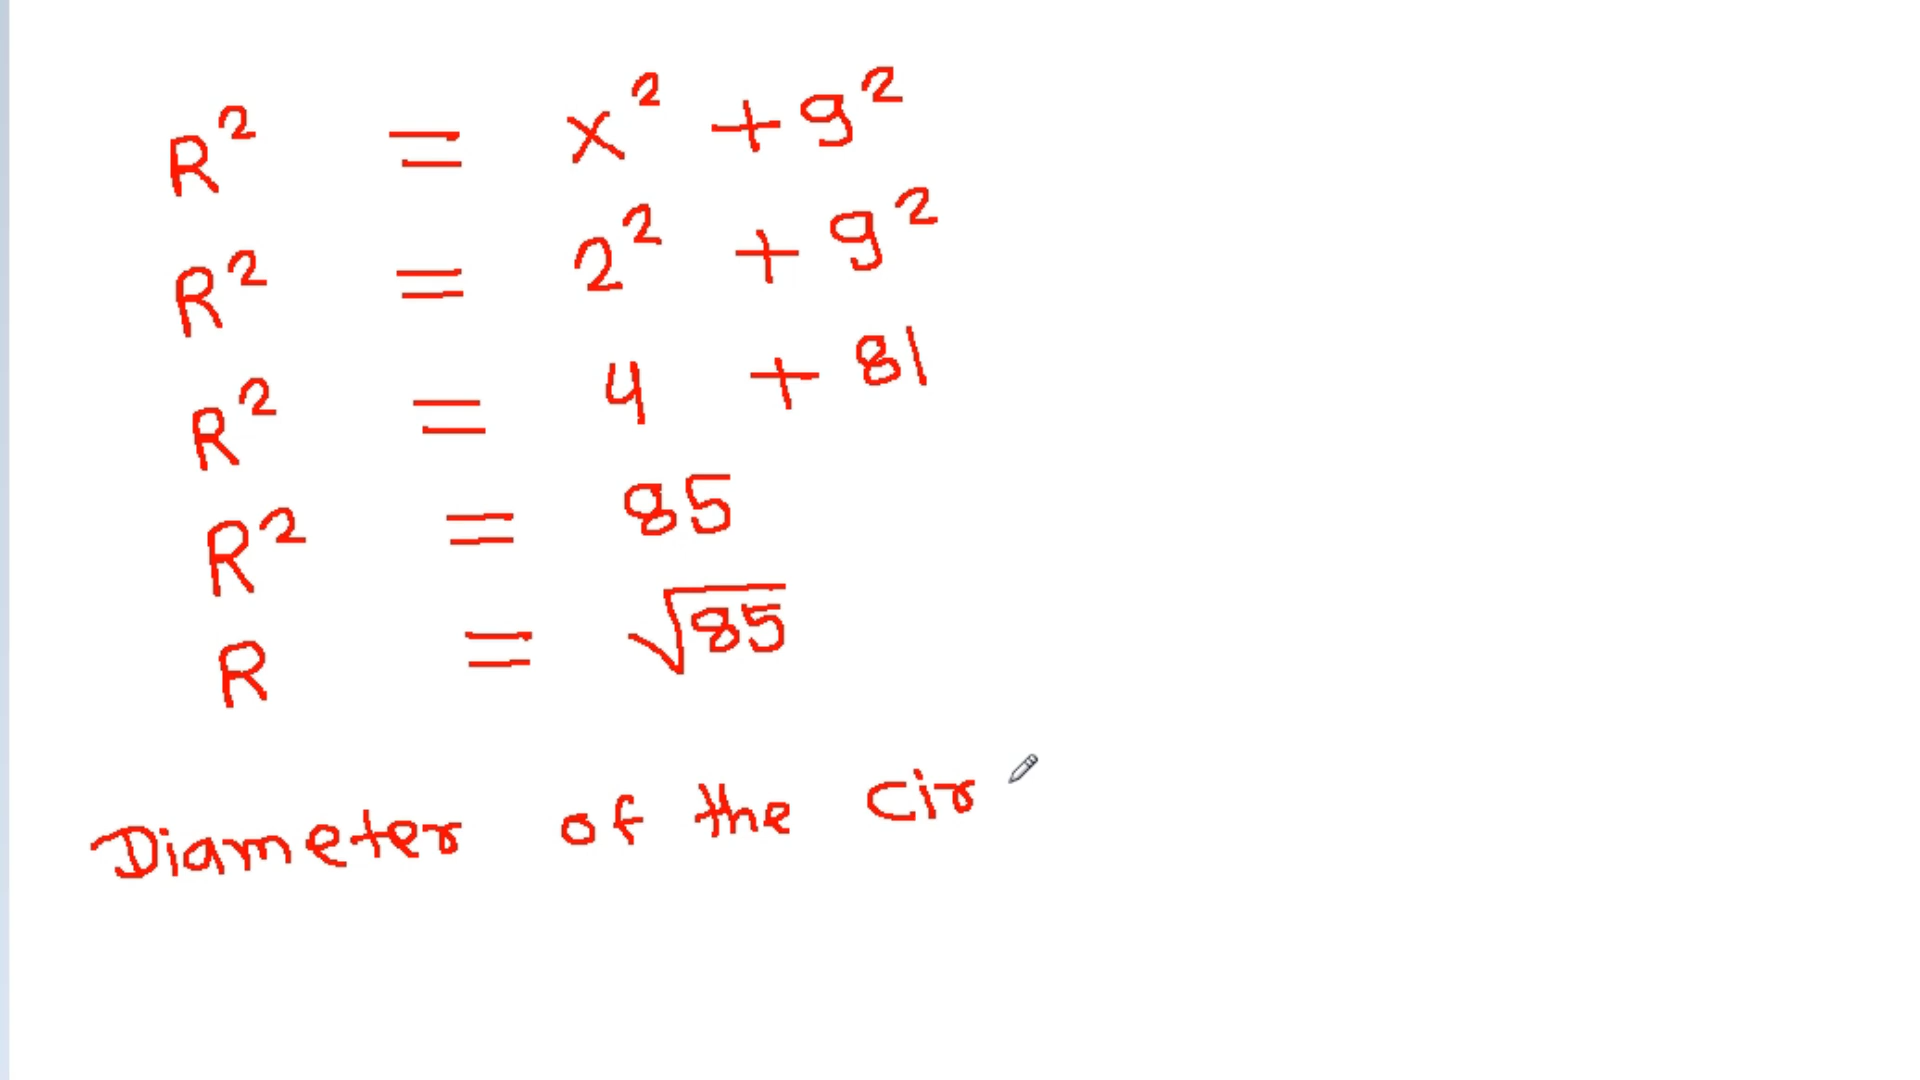 R² = x² + 9²
R² = 2² + 9²
R² = 4 + 81
R² = 85
R = √85
Diameter of the Cir